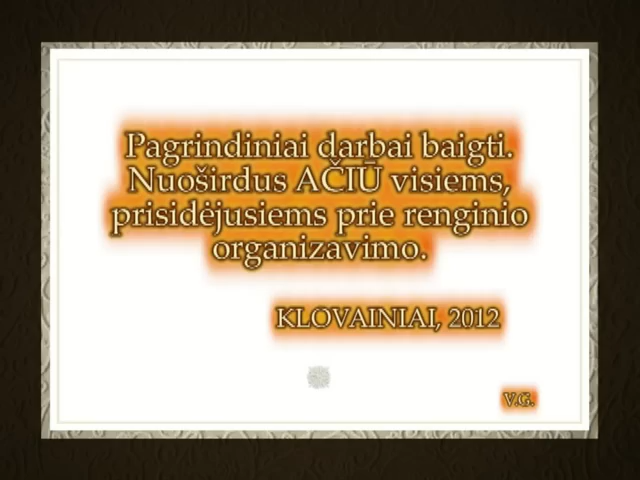 Pagrindiniai darbai baigti.
Nuoširdus AČIŪ visiems,
prisidėjusiems prie renginio
organizavimo.
KLOVAINIAI, 2012
V.G.